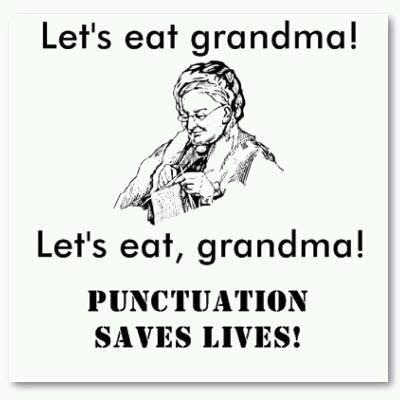 Let's eat grandma!
Let's eat, grandma!
PUNCTUATION
SAVES LIVES!